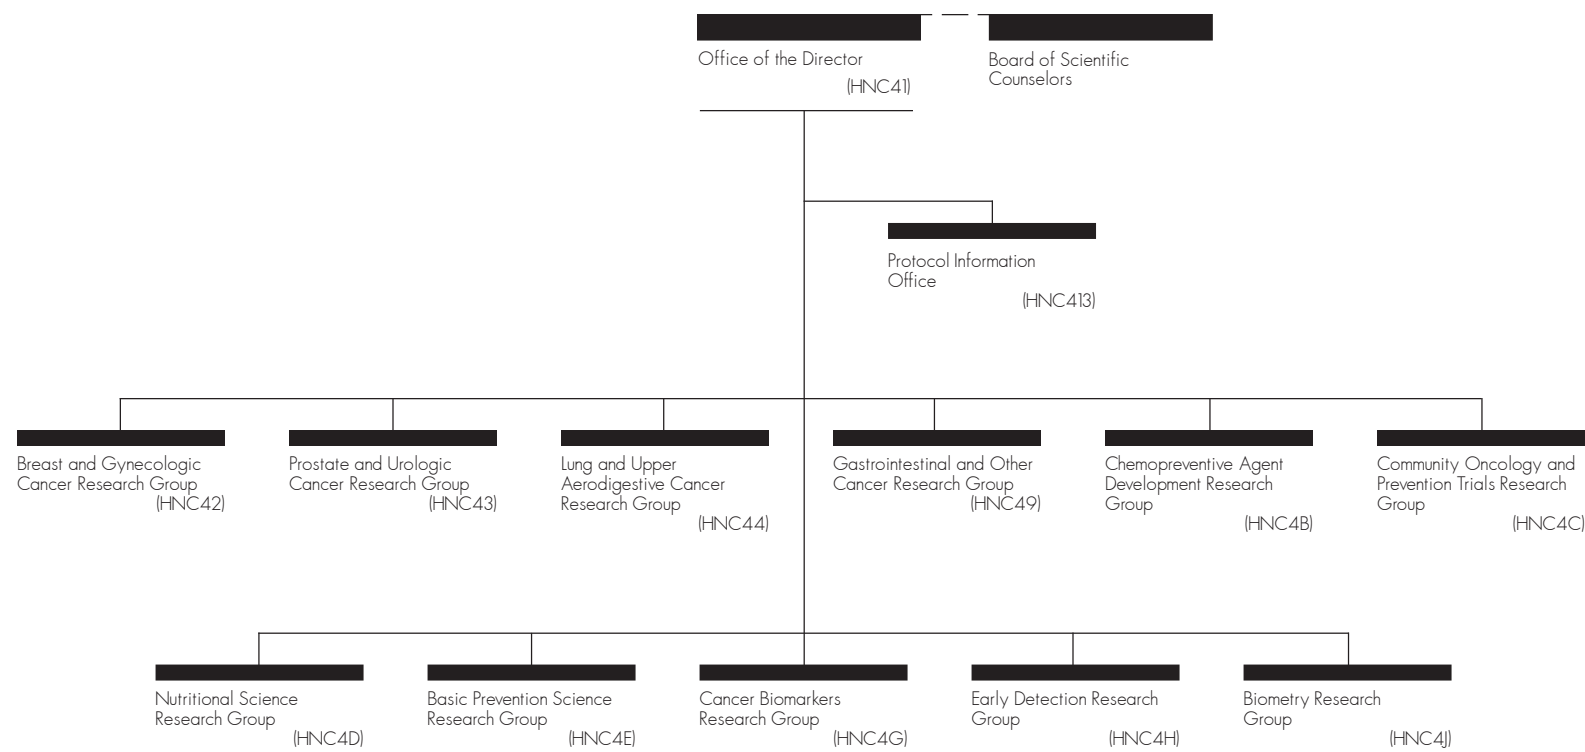 Office of the Director
(HNC41)
Board of Scientific
Counselors
Protocol Information
Office
(HNC413)
Breast and Gynecologic
Cancer Research Group
(HNC42)
Prostate and Urologic
Cancer Research Group
(HNC43)
Lung and Upper
Aerodigestive Cancer
Research Group
(HNC44)
Gastrointestinal and Other
Cancer Research Group
(HNC49)
Chemopreventive Agent
Development Research
Group
(HNC4B)
Community Oncology and
Prevention Trials Research
Group
(HNC4C)
Nutritional Science
Research Group
(HNC4D)
Basic Prevention Science
Research Group
(HNC4E)
Cancer Biomarkers
Research Group
(HNC4G)
Early Detection Research
Group
(HNC4H)
Biometry Research
Group
(HNC4J)